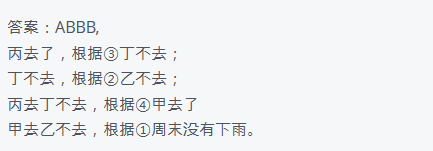 答案：ABBB,
丙去了，根据③丁不去；
丁不去，根据②乙不去；
丙去丁不去，根据④甲去了
甲去乙不去，根据①周末没有下雨。